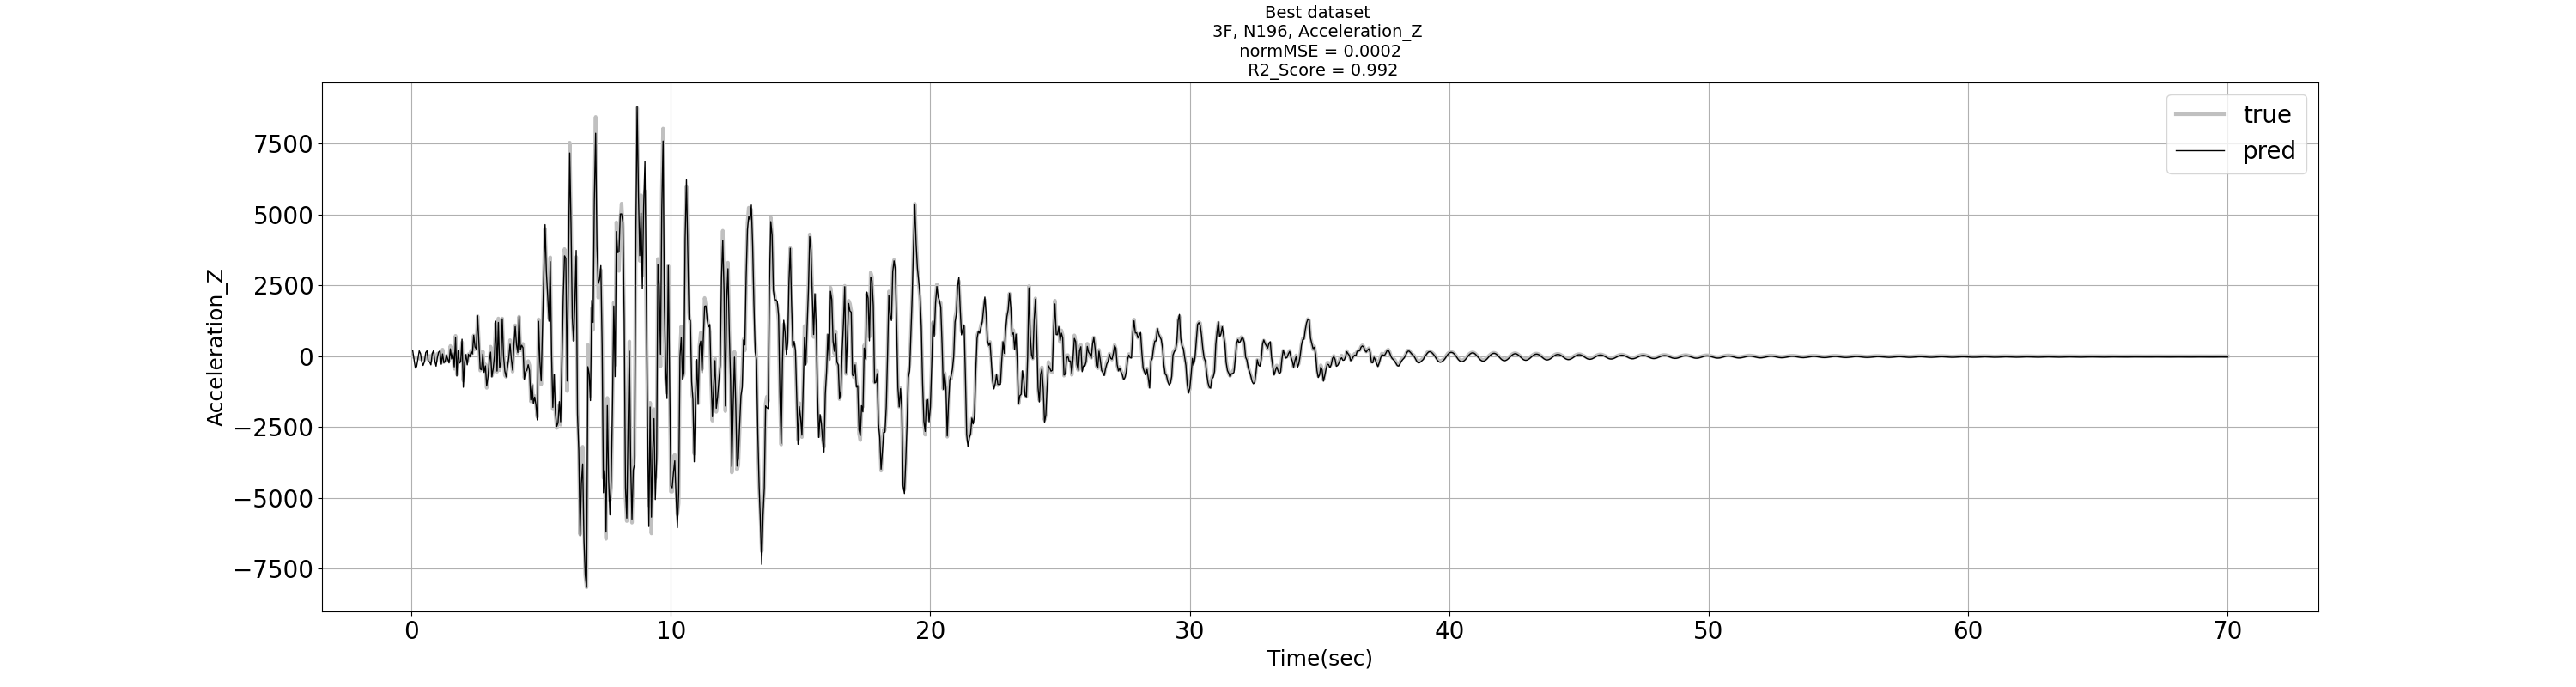 Best dataset
3F, N196, Acceleration_Z
normMSE = 0.0002
R2_Score = 0.992
true
pred
7500
5000
2500
0
−2500
−5000
−7500
Acceleration_Z
0 10 20 30 40 50 60 70
Time(sec)